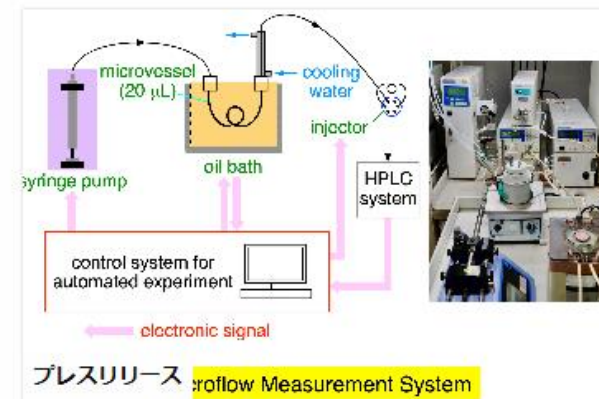 microvessel
(20 µL)
cooling
water
injector
syringe pump
oil bath
HPLC
system
control system for
automated experiment
electronic signal
プレスリリース
croflow Measurement System